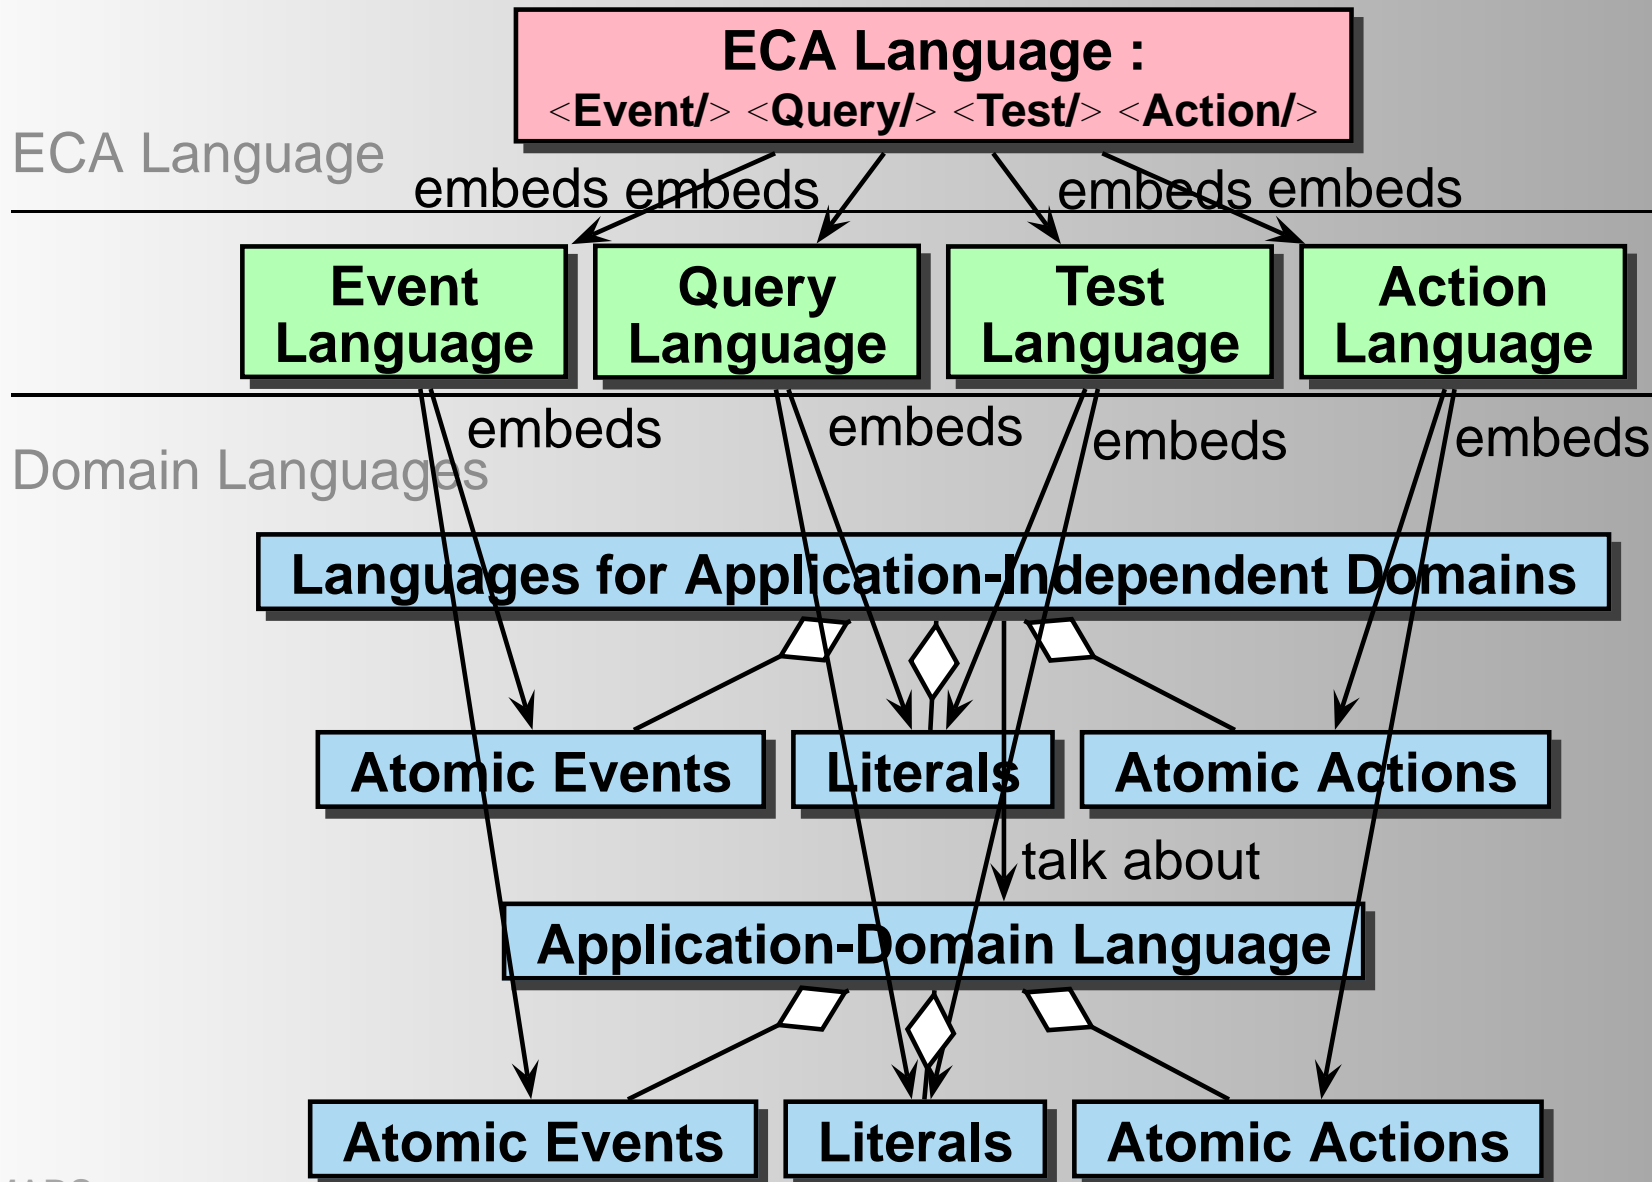 ECA Language :
<Event/> <Query/> <Test/> <Action/>
ECA Language
embeds embeds embeds embeds
Event Language
Query Language
Test Language
Action Language
embeds embeds embeds embeds
Domain Languages
Languages for Application-Independent Domains
Atomic Events Literals Atomic Actions
talk about
Application-Domain Language
Atomic Events Literals Atomic Actions